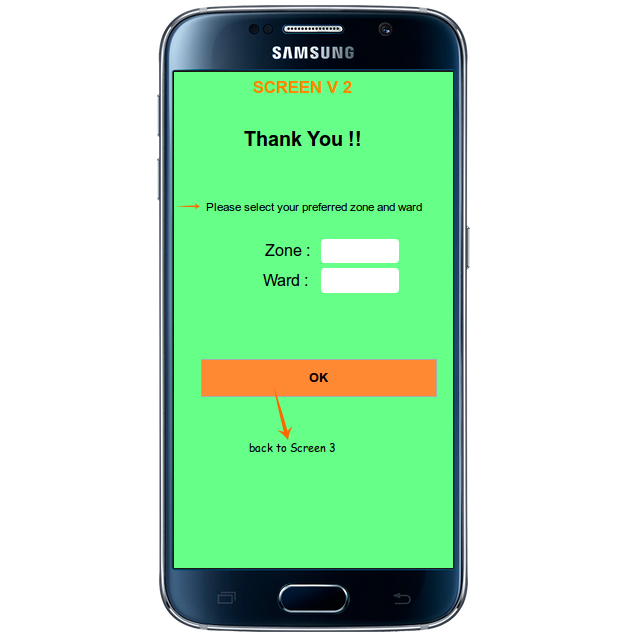 SAMSUNG
SCREEN V 2
Thank You !!
Please select your preferred zone and ward
Zone :
Ward :
OK
back to Screen 3